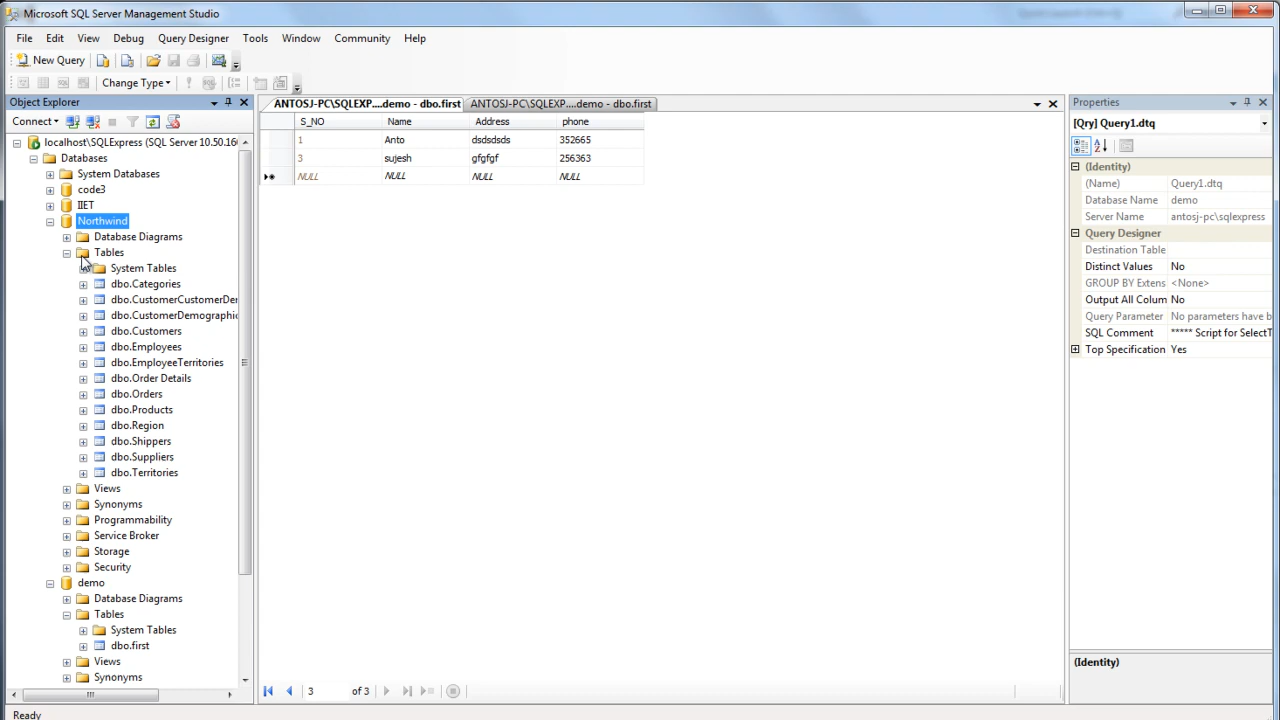 Microsoft SQL Server Management Studio
File Edit View Debug Query Designer Tools Window Community Help
New Query
Change Type
Object Explorer
Connect
localhost\SQLExpress (SQL Server 10.50.16
Databases
System Databases
code3
IIET
Northwind
Database Diagrams
Tables
System Tables
dbo.Categories
dbo.CustomerCustomerDe
dbo.CustomerDemographic
dbo.Customers
dbo.Employees
dbo.EmployeeTerritories
dbo.Order Details
dbo.Orders
dbo.Products
dbo.Region
dbo.Shippers
dbo.Suppliers
dbo.Territories
Views
Synonyms
Programmability
Service Broker
Storage
Security
demo
Database Diagrams
Tables
System Tables
dbo.first
Views
Synonyms
ANTOSJ-PC\SQLEXP....demo - dbo.first ANTOSJ-PC\SQLEXP....demo - dbo.first
S_NO Name Address phone
1 Anto dsdsdsds 352665
3 sujesh gfgfgf 256363
NULL NULL NULL NULL
3 of 3
Properties
[Qry] Query1.dtq
(Identity)
(Name) Query1.dtq
Database Name demo
Server Name antosj-pc\sqlexpress
Query Designer
Destination Table
Distinct Values No
GROUP BY Extens <None>
Output All Colum No
Query Parameter No parameters have b
SQL Comment ***** Script for SelectT
Top Specification Yes
(Identity)
Ready